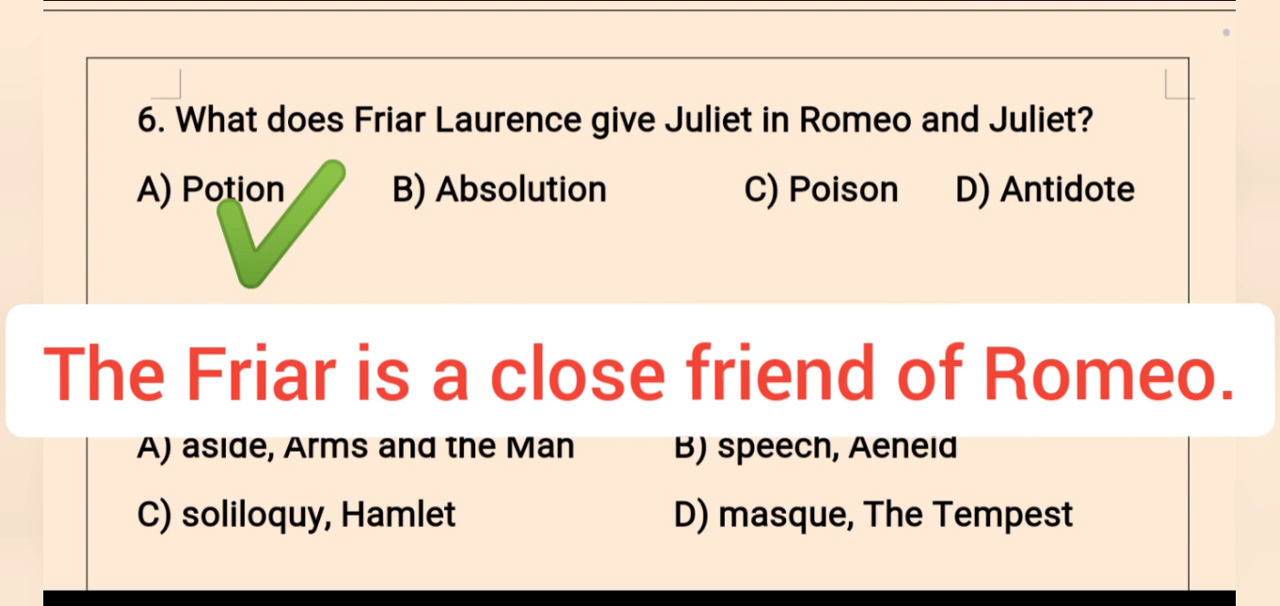 6. What does Friar Laurence give Juliet in Romeo and Juliet?
A) Potion B) Absolution C) Poison D) Antidote
The Friar is a close friend of Romeo.
A) aside, Arms and the Man B) speech, Aeneid
C) soliloquy, Hamlet D) masque, The Tempest